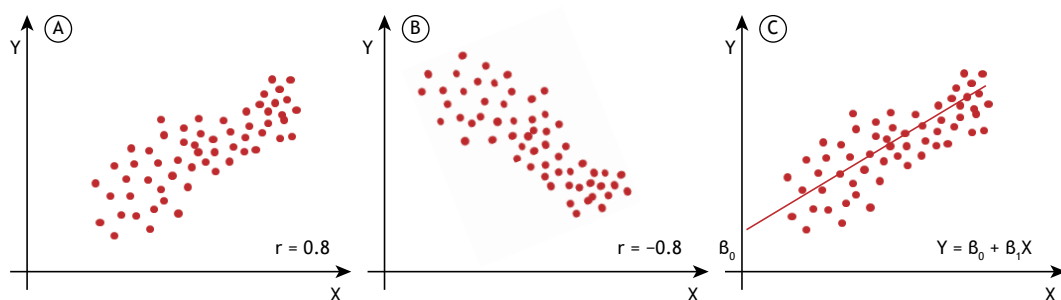 A
Y
r = 0.8
X
B
Y
r = −0.8
X
C
Y
B₀
Y = B₀ + B₁X
X